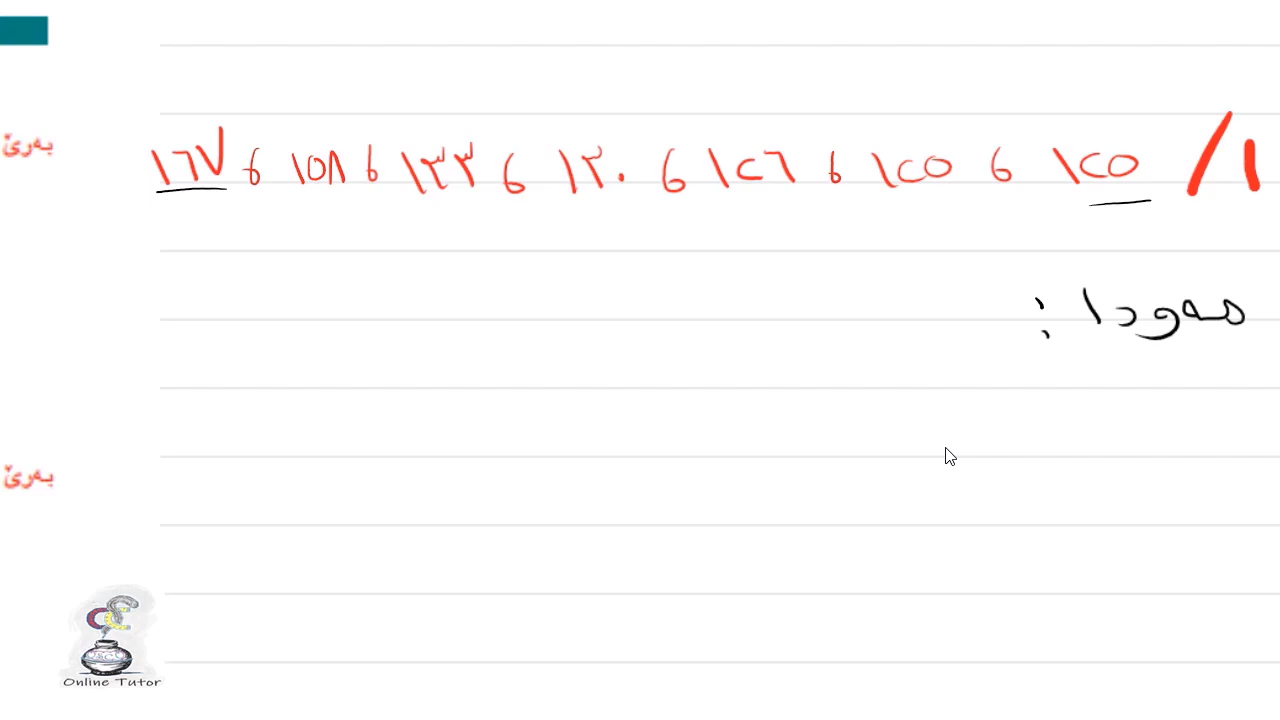 ١/ ١٢٥ ، ١٢٥ ، ١٢٦ ، ١٣٠ ، ١٣٣ ، ١٥٨ ، ١٦٧
بەرێ
مەودا :
بەرێ
Online Tutor